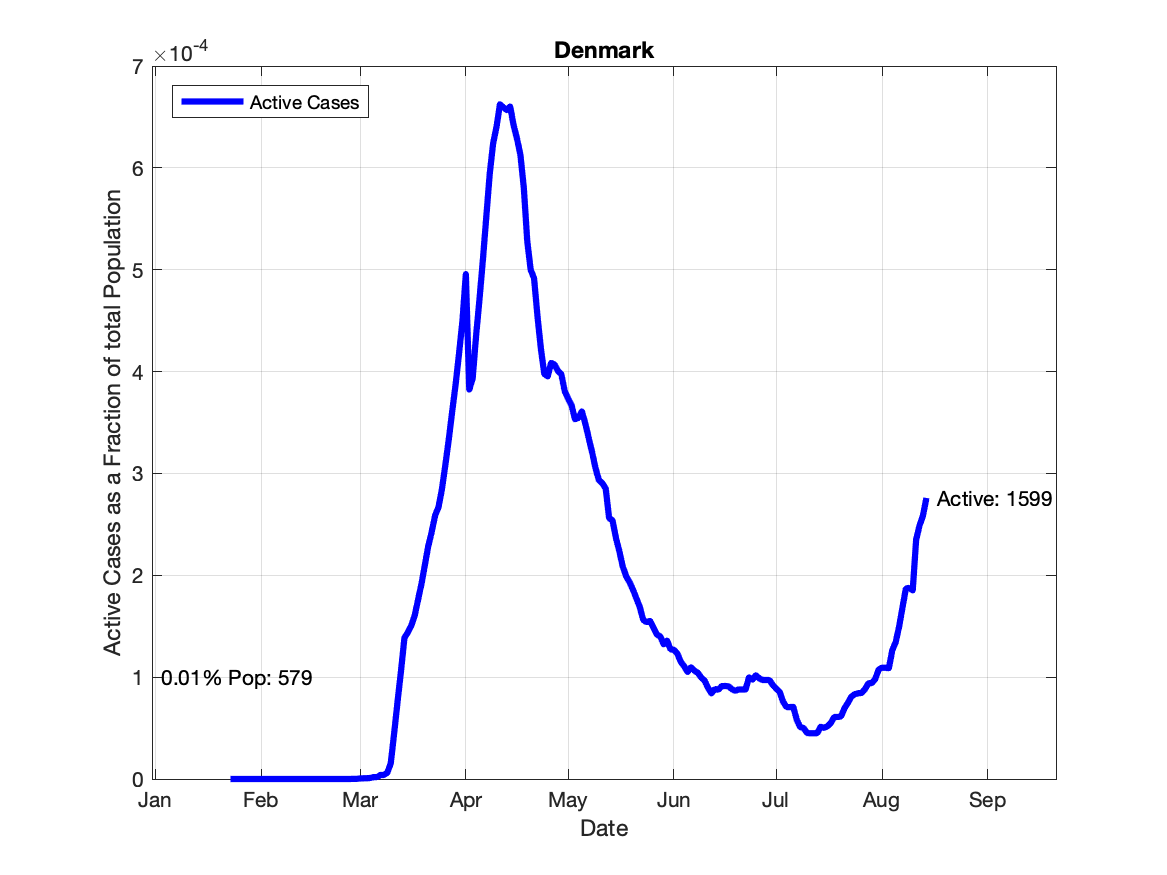 Denmark
×10-4
7
6
5
4
3
2
1
0
Active Cases
Active Cases as a Fraction of total Population
Active: 1599
0.01% Pop: 579
Jan Feb Mar Apr May Jun Jul Aug Sep
Date